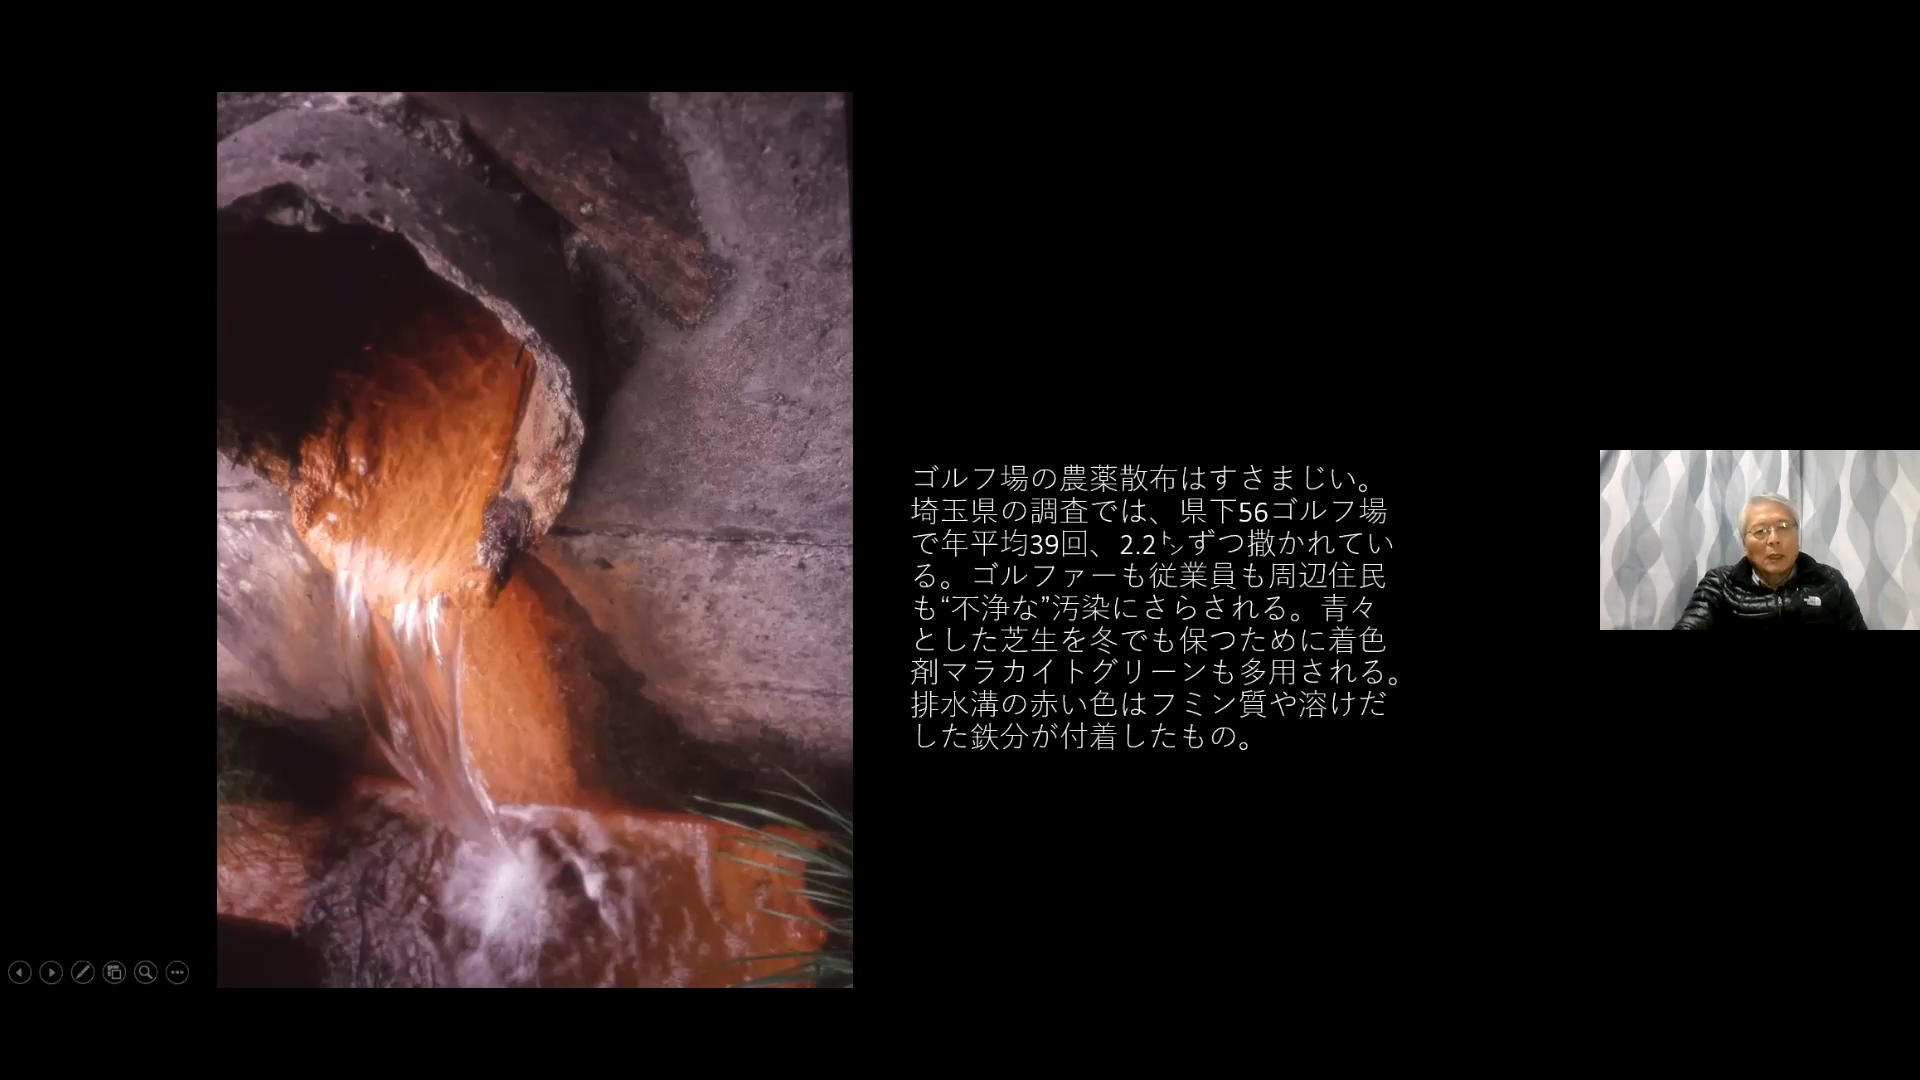 ゴルフ場の農薬散布はすさまじい。
埼玉県の調査では、県下56ゴルフ場
で年平均39回、2.2㌧ずつ撒かれてい
る。ゴルファーも従業員も周辺住民
も“不浄な”汚染にさらされる。青々
とした芝生を冬でも保つために着色
剤マラカイトグリーンも多用される。
排水溝の赤い色はフミン質や溶けだ
した鉄分が付着したもの。